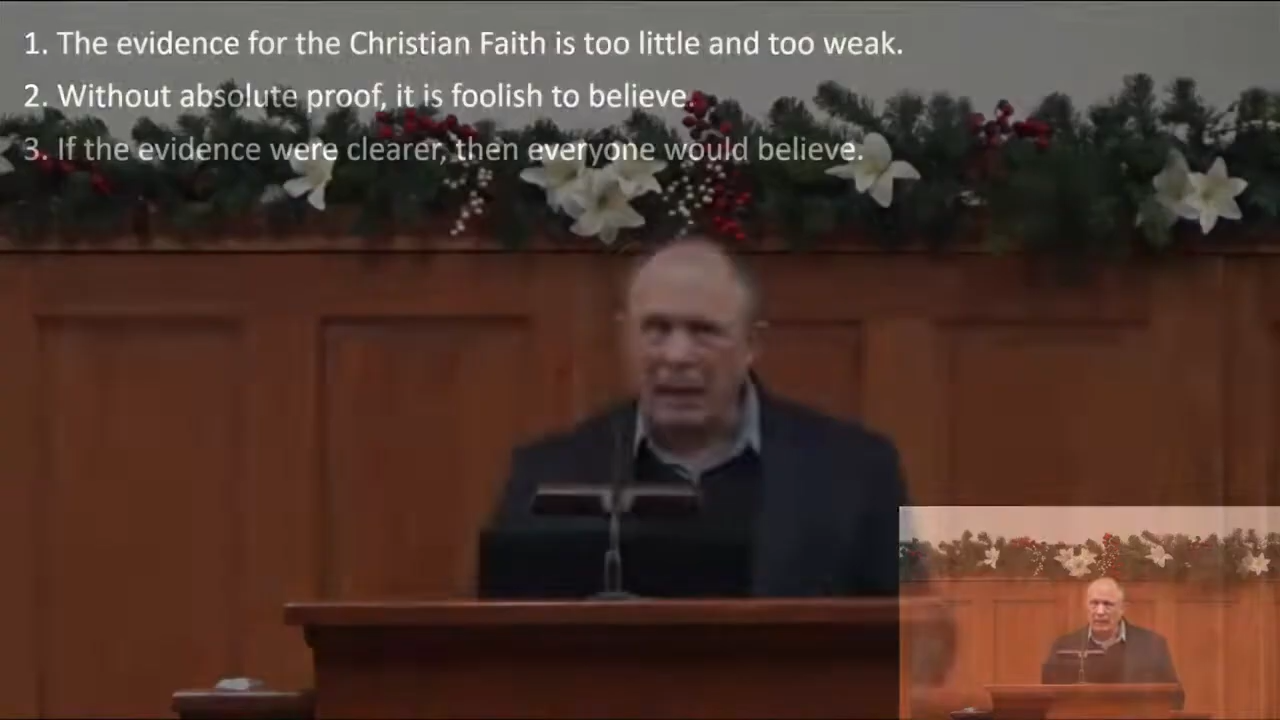 1. The evidence for the Christian Faith is too little and too weak.
2. Without absolute proof, it is foolish to believe.
3. If the evidence were clearer, then everyone would believe.